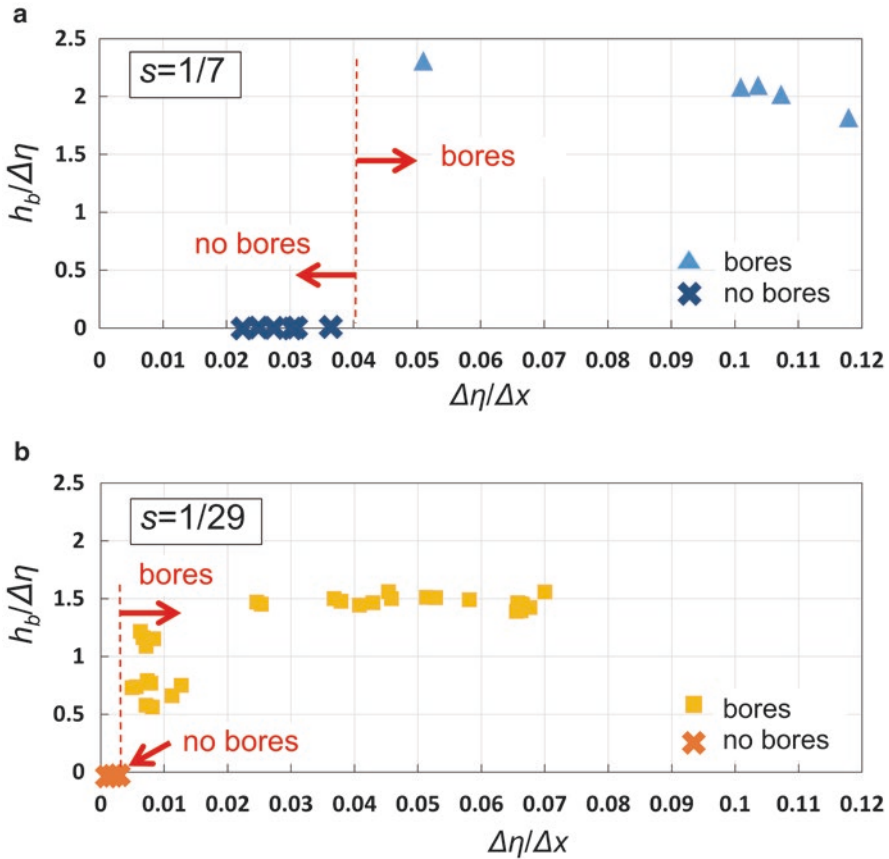 a
2.5
s=1/7
2
bores
1.5
h_b/Δη
1
no bores
0.5
bores
no bores
0
0 0.01 0.02 0.03 0.04 0.05 0.06 0.07 0.08 0.09 0.1 0.11 0.12
Δη/Δx
b
2.5
s=1/29
2
bores
1.5
h_b/Δη
1
0.5
bores
no bores
no bores
0
0 0.01 0.02 0.03 0.04 0.05 0.06 0.07 0.08 0.09 0.1 0.11 0.12
Δη/Δx